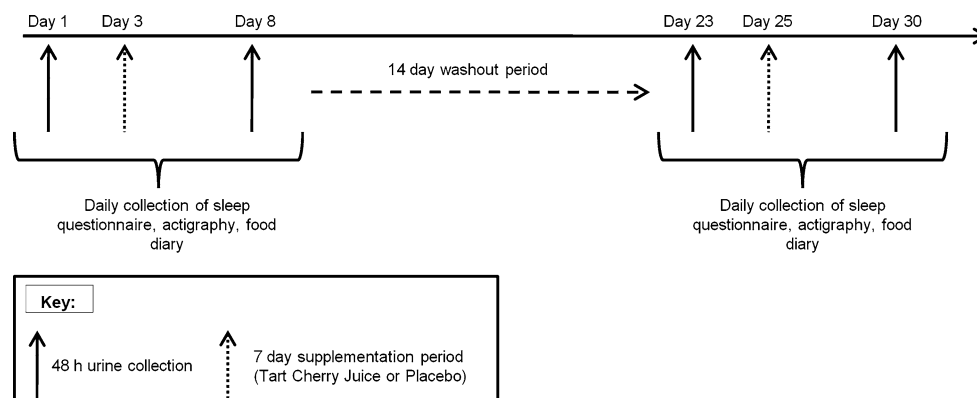 Day 1
Day 3
Day 8
Day 23
Day 25
Day 30
14 day washout period
Daily collection of sleep
questionnaire, actigraphy, food
diary
Daily collection of sleep
questionnaire, actigraphy, food
diary
Key:
48 h urine collection
7 day supplementation period
(Tart Cherry Juice or Placebo)